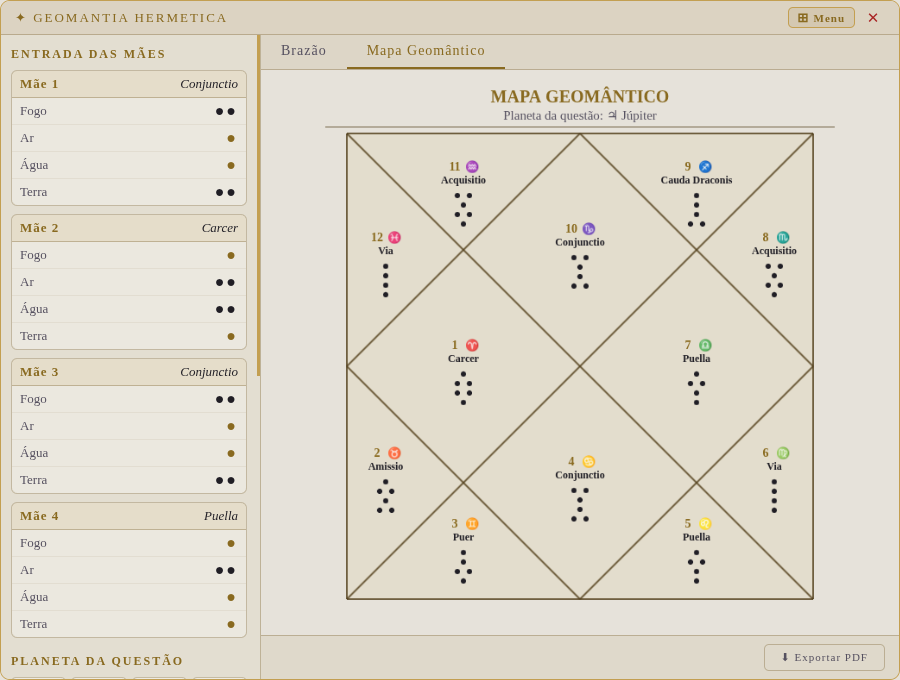 ✦ GEOMANTIA HERMETICA
⊞ Menu ✕
ENTRADA DAS MÃES
Mãe 1 Conjunctio
Fogo
Ar
Água
Terra
Mãe 2 Carcer
Fogo
Ar
Água
Terra
Mãe 3 Conjunctio
Fogo
Ar
Água
Terra
Mãe 4 Puella
Fogo
Ar
Água
Terra
PLANETA DA QUESTÃO
Brazão Mapa Geomântico
MAPA GEOMÂNTICO
Planeta da questão: ♃ Júpiter
11 ♒
Acquisitio
9 ♐
Cauda Draconis
10 ♑
Conjunctio
12 ♓
Via
8 ♏
Acquisitio
1 ♈
Carcer
7 ♎
Puella
2 ♉
Amissio
4 ♋
Conjunctio
6 ♍
Via
3 ♊
Puer
5 ♌
Puella
⬇ Exportar PDF